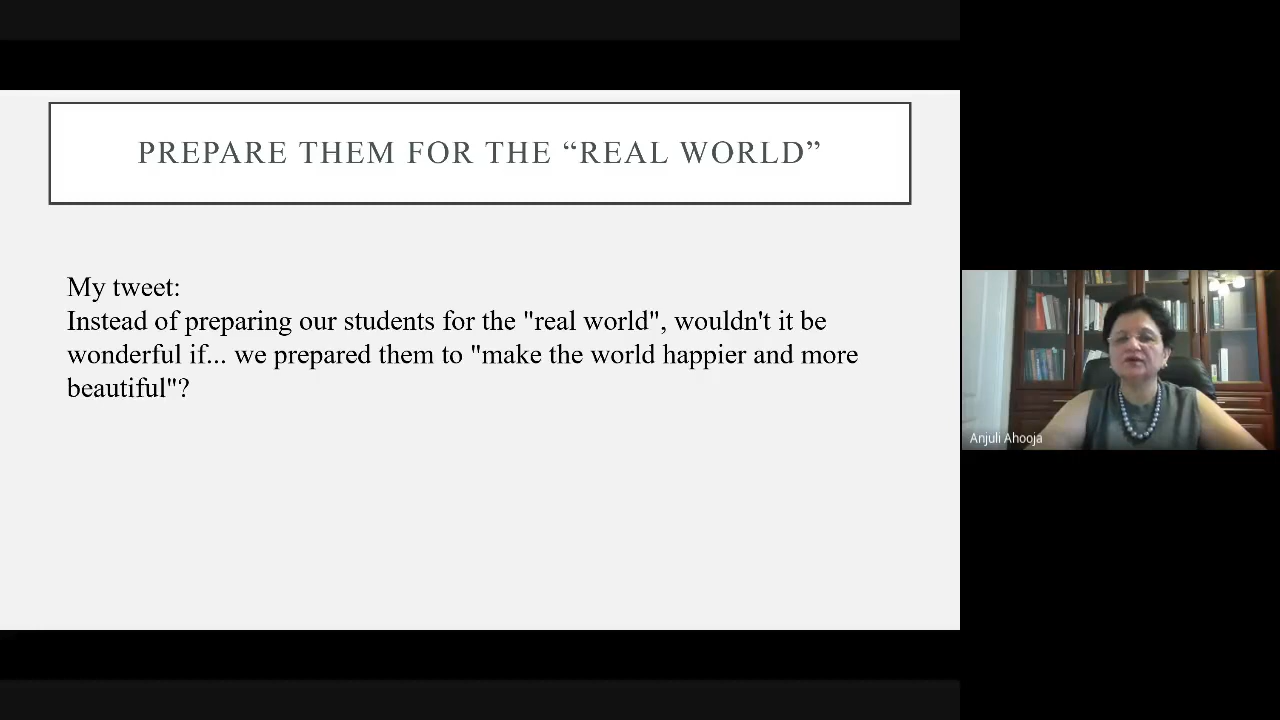 PREPARE THEM FOR THE “REAL WORLD”
My tweet:
Instead of preparing our students for the "real world", wouldn't it be
wonderful if... we prepared them to "make the world happier and more
beautiful"?
Anjuli Ahooja